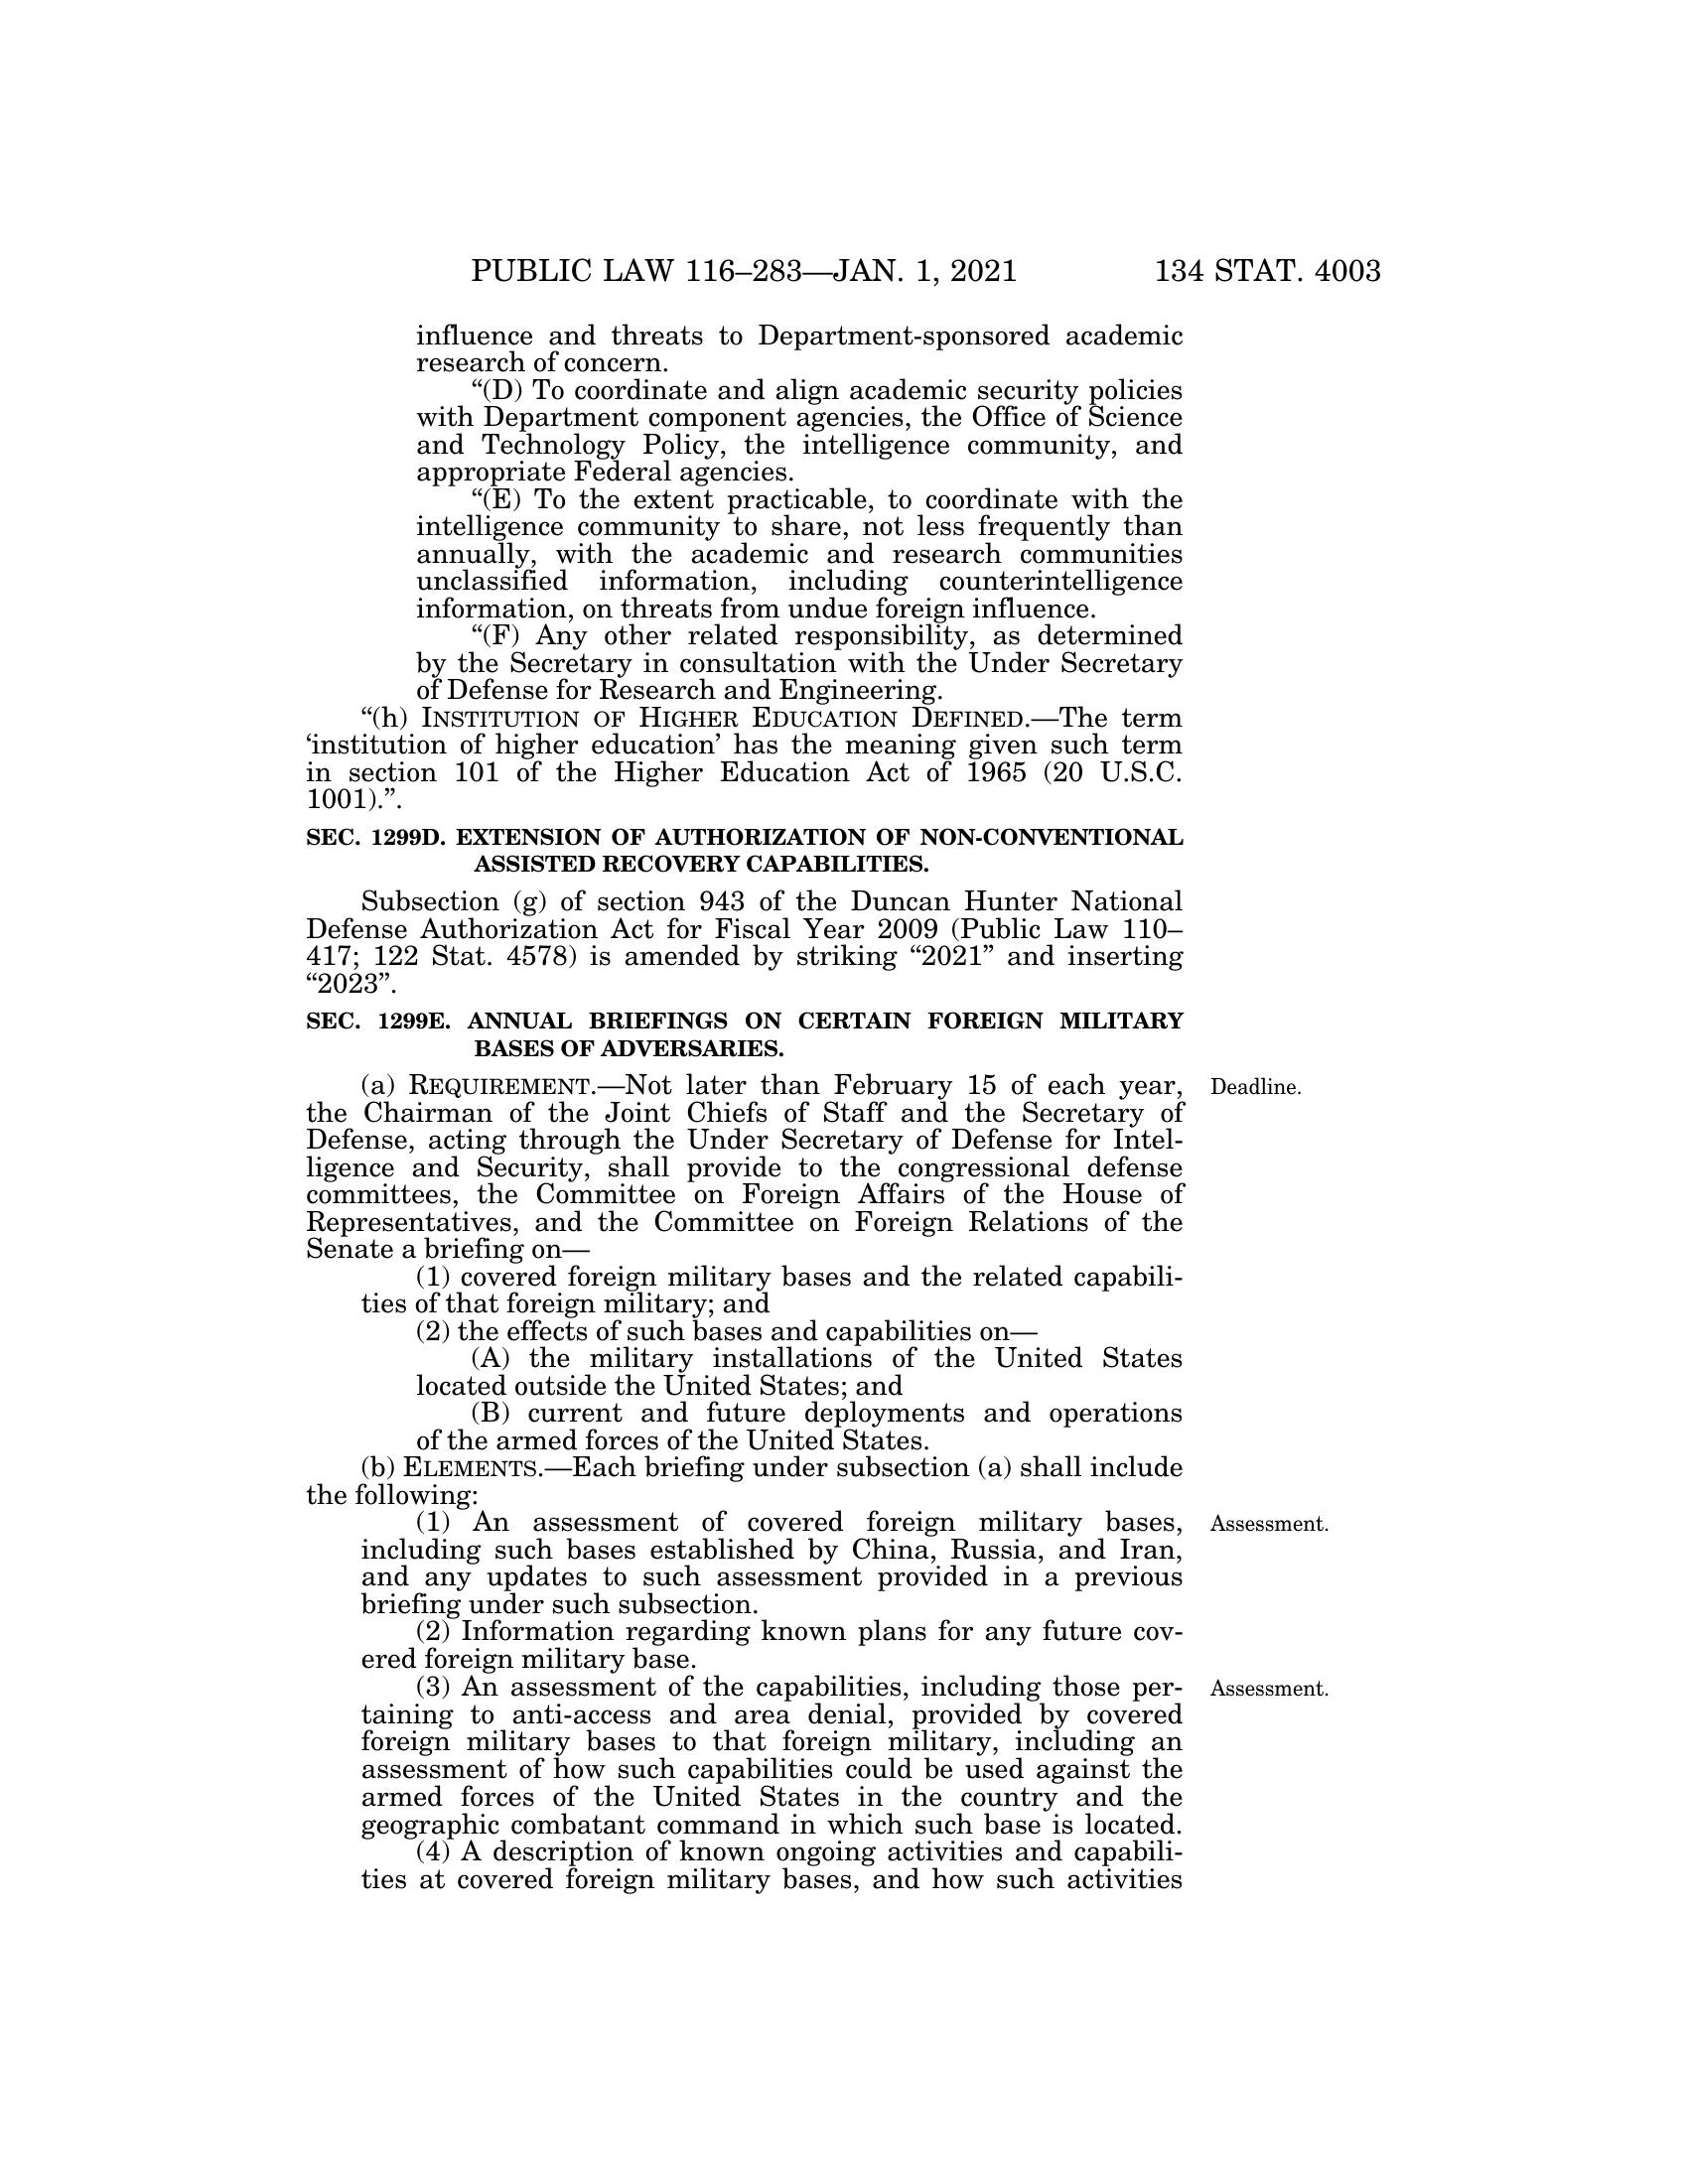 PUBLIC LAW 116–283—JAN. 1, 2021 134 STAT. 4003
influence and threats to Department-sponsored academic
research of concern.
“(D) To coordinate and align academic security policies
with Department component agencies, the Office of Science
and Technology Policy, the intelligence community, and
appropriate Federal agencies.
“(E) To the extent practicable, to coordinate with the
intelligence community to share, not less frequently than
annually, with the academic and research communities
unclassified information, including counterintelligence
information, on threats from undue foreign influence.
“(F) Any other related responsibility, as determined
by the Secretary in consultation with the Under Secretary
of Defense for Research and Engineering.
“(h) INSTITUTION OF HIGHER EDUCATION DEFINED.—The term
‘institution of higher education’ has the meaning given such term
in section 101 of the Higher Education Act of 1965 (20 U.S.C.
1001).”.
SEC. 1299D. EXTENSION OF AUTHORIZATION OF NON-CONVENTIONAL
ASSISTED RECOVERY CAPABILITIES.
Subsection (g) of section 943 of the Duncan Hunter National
Defense Authorization Act for Fiscal Year 2009 (Public Law 110–
417; 122 Stat. 4578) is amended by striking “2021” and inserting
“2023”.
SEC. 1299E. ANNUAL BRIEFINGS ON CERTAIN FOREIGN MILITARY
BASES OF ADVERSARIES.
(a) REQUIREMENT.—Not later than February 15 of each year, Deadline.
the Chairman of the Joint Chiefs of Staff and the Secretary of
Defense, acting through the Under Secretary of Defense for Intel-
ligence and Security, shall provide to the congressional defense
committees, the Committee on Foreign Affairs of the House of
Representatives, and the Committee on Foreign Relations of the
Senate a briefing on—
(1) covered foreign military bases and the related capabili-
ties of that foreign military; and
(2) the effects of such bases and capabilities on—
(A) the military installations of the United States
located outside the United States; and
(B) current and future deployments and operations
of the armed forces of the United States.
(b) ELEMENTS.—Each briefing under subsection (a) shall include
the following:
(1) An assessment of covered foreign military bases, Assessment.
including such bases established by China, Russia, and Iran,
and any updates to such assessment provided in a previous
briefing under such subsection.
(2) Information regarding known plans for any future cov-
ered foreign military base.
(3) An assessment of the capabilities, including those per- Assessment.
taining to anti-access and area denial, provided by covered
foreign military bases to that foreign military, including an
assessment of how such capabilities could be used against the
armed forces of the United States in the country and the
geographic combatant command in which such base is located.
(4) A description of known ongoing activities and capabili-
ties at covered foreign military bases, and how such activities